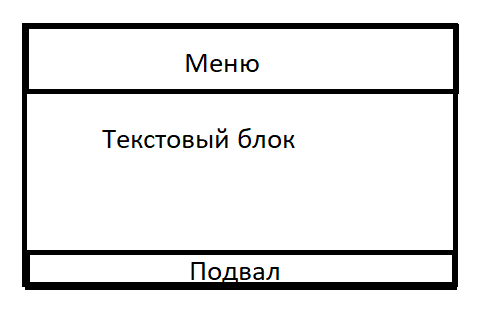 Меню
Текстовый блок
Подвал